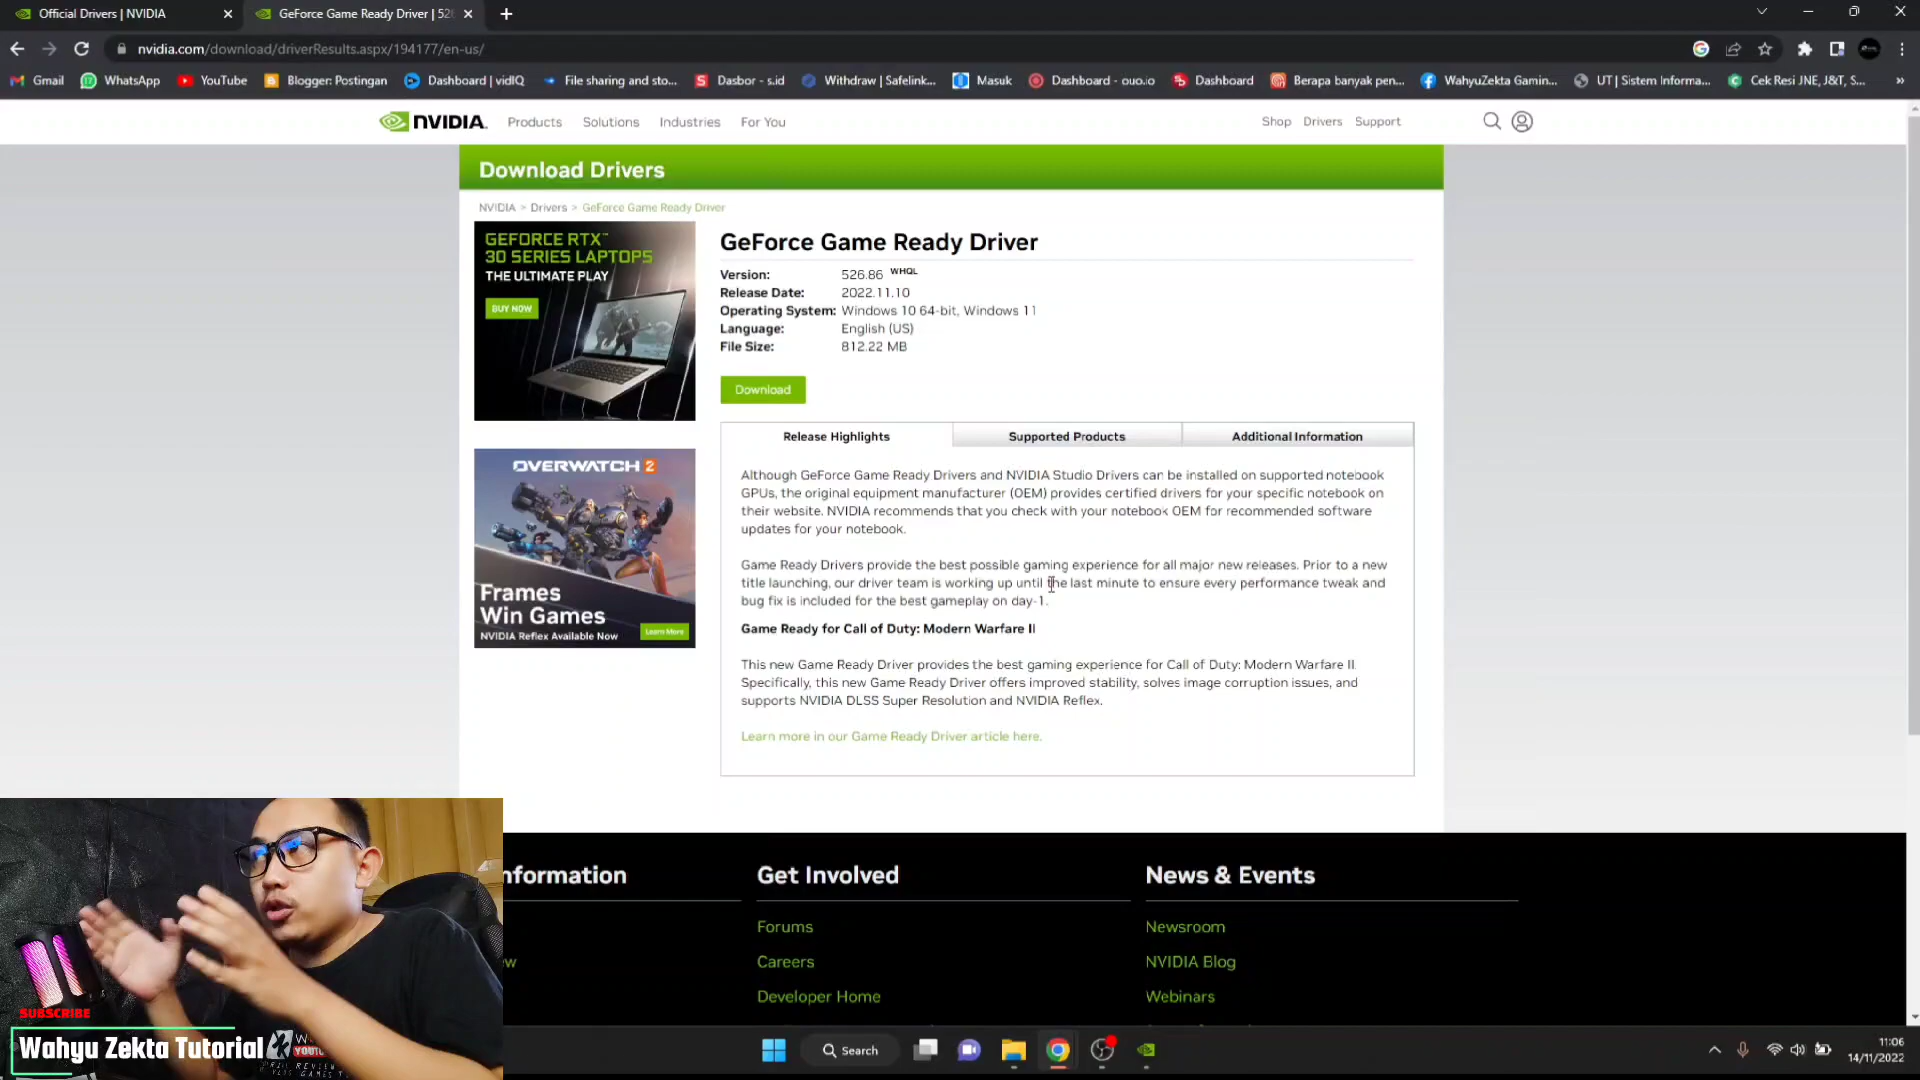 Official Drivers | NVIDIA
GeForce Game Ready Driver | 526
nvidia.com/download/driverResults.aspx/194177/en-us/
Gmail
WhatsApp
YouTube
Blogger: Postingan
Dashboard | vidIQ
File sharing and sto...
Dasbor - s.id
Withdraw | Safelink...
Masuk
Dashboard - ouo.io
Dashboard
Berapa banyak pen...
WahyuZekta Gamin...
UT | Sistem Informa...
Cek Resi JNE, J&T, S...
NVIDIA.
Products
Solutions
Industries
For You
Shop
Drivers
Support
Download Drivers
NVIDIA > Drivers > GeForce Game Ready Driver
GEFORCE RTX™
30 SERIES LAPTOPS
THE ULTIMATE PLAY
BUY NOW
GeForce Game Ready Driver
Version: 526.86 WHQL
Release Date: 2022.11.10
Operating System: Windows 10 64-bit, Windows 11
Language: English (US)
File Size: 812.22 MB
Download
Release Highlights
Supported Products
Additional Information
Although GeForce Game Ready Drivers and NVIDIA Studio Drivers can be installed on supported notebook
GPUs, the original equipment manufacturer (OEM) provides certified drivers for your specific notebook on
their website. NVIDIA recommends that you check with your notebook OEM for recommended software
updates for your notebook.
Game Ready Drivers provide the best possible gaming experience for all major new releases. Prior to a new
title launching, our driver team is working up until the last minute to ensure every performance tweak and
bug fix is included for the best gameplay on day-1.
Game Ready for Call of Duty: Modern Warfare II
This new Game Ready Driver provides the best gaming experience for Call of Duty: Modern Warfare II.
Specifically, this new Game Ready Driver offers improved stability, solves image corruption issues, and
supports NVIDIA DLSS Super Resolution and NVIDIA Reflex.
Learn more in our Game Ready Driver article here.
OVERWATCH 2
Frames
Win Games
NVIDIA Reflex Available Now
Learn More
nformation
Get Involved
News & Events
Forums
Newsroom
w
Careers
NVIDIA Blog
Developer Home
Webinars
SUBSCRIBE
Wahyu Zekta Tutorial
Search
11:06
14/11/2022